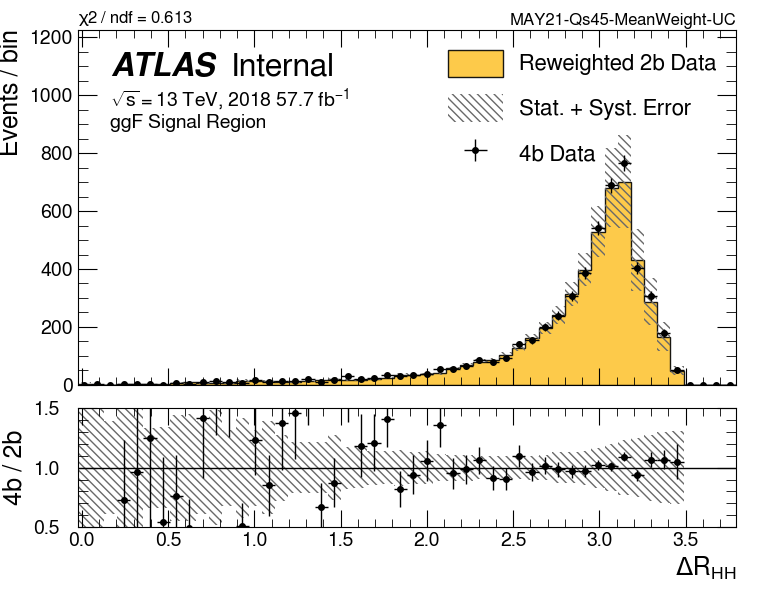 χ2 / ndf = 0.613
MAY21-Qs45-MeanWeight-UC
Events / bin
1200
1000
800
600
400
200
0
ATLAS Internal
√s = 13 TeV, 2018 57.7 fb⁻¹
ggF Signal Region
Reweighted 2b Data
Stat. + Syst. Error
4b Data
4b / 2b
1.5
1.0
0.5
0.0 0.5 1.0 1.5 2.0 2.5 3.0 3.5
ΔR_HH